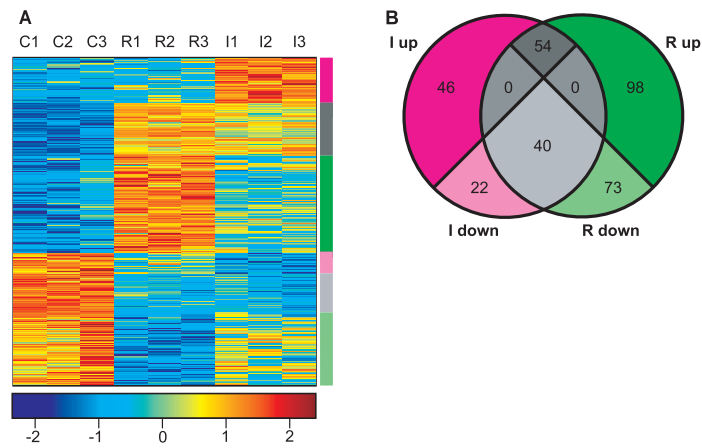 A
C1 C2 C3 R1 R2 R3 I1 I2 I3
-2 -1 0 1 2
B
I up R up
54
46 0 0 98
40
22 73
I down R down